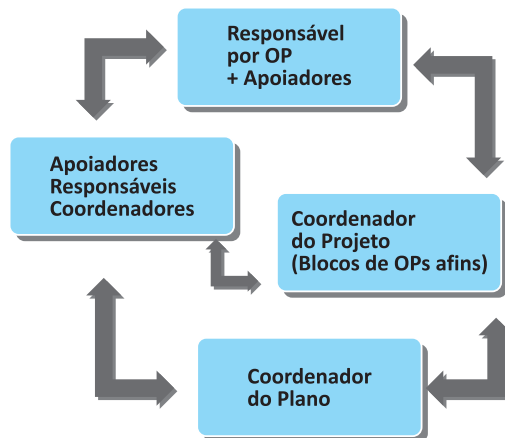 Responsável
por OP
+ Apoiadores
Apoiadores
Responsáveis
Coordenadores
Coordenador
do Projeto
(Blocos de OPs afins)
Coordenador
do Plano